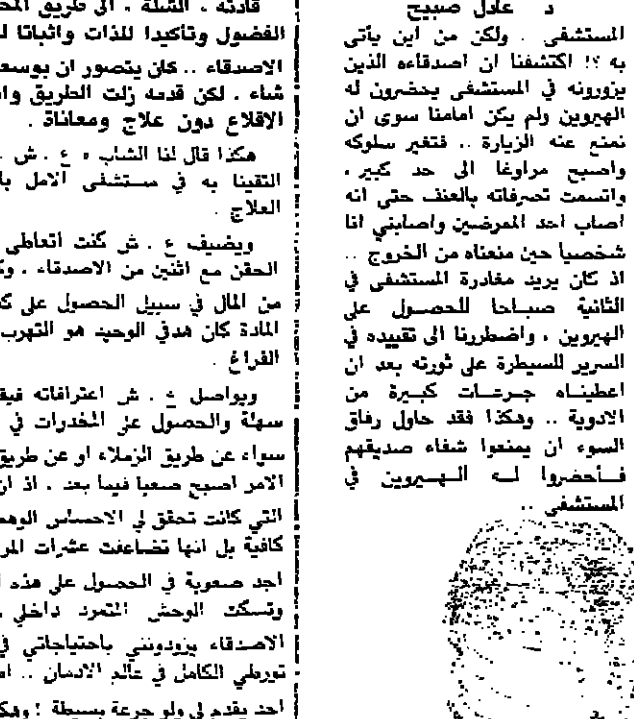 د عادل صبيح
المستشفى . ولكن من اين يأتى
به ؟! اكتشفنا ان اصدقاءه الذين
يزورونه في المستشفى يحضرون له
الهيروين ولم يكن امامنا سوى ان
نمنع عنه الزيارة .. فتغير سلوكه
واصبح مراوغا الى حد كبير ،
واتسمت تصرفاته بالعنف حتى انه
اصاب احد الممرضين واصابني انا
شخصيا حين منعناه من الخروج ..
اذ كان يريد مغادرة المستشفى في
الثانية صباحا للحصول على
الهيروين ، واضطررنا الى تقييده في
السرير للسيطرة على ثورته بعد ان
اعطيناه جرعات كبيرة من
الادوية .. وهكذا فقد حاول رفاق
السوء ان يمنعوا شفاء صديقهم
فأحضروا له الهيروين في
المستشفى ..
قادته . الشلة . الى طريق
الفضول وتأكيدا للذات واثباتا
الاصدقاء .. كان يتصور ان بوسعه
شاء . لكن قدمه زلت الطريق
الإقلاع دون علاج ومعاناة .
هكذا قال لنا الشاب ع . ش .
التقينا به في مستشفى الامل
العلاج .
ويضيف ع . ش كنت اتعاطى
الحقن مع اثنين من الاصدقاء .
من المال في سبيل الحصول على
المادة كان هدفي الوحيد هو التهرب
الفراغ .
ويواصل ع . ش اعترافاته
سهلة والحصول على المخدرات في
سواء عن طريق الزملاء او عن طريق
الامر اصبح صعبا فيما بعد . اذ
التي كانت تحقق لي الاحساس
كافية بل انها تضاعفت عشرات
اجد صعوبة في الحصول على هذه
وتسكت الوحش المتمرد داخلي
الاصدقاء يزودونني باحتياجاتي
تورطي الكامل في عالم الادمان ..
احد يقدم لي ولو جرعة بسيطة !